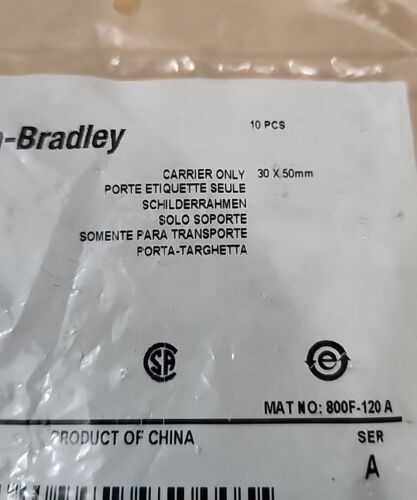 -Bradley
10 PCS
CARRIER ONLY 30 X 50mm
PORTE ETIQUETTE SEULE
SCHILDERRAHMEN
SOLO SOPORTE
SOMENTE PARA TRANSPORTE
PORTA-TARGHETTA
SA
e
MAT NO: 800F-120 A
PRODUCT OF CHINA
SER
A